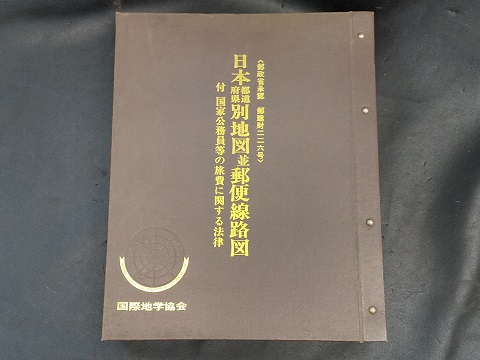 〈郵政省承認 郵建財二二六号〉
日本都道府県別地図並郵便線路図
付 国家公務員等の旅費に関する法律
国際地学協会